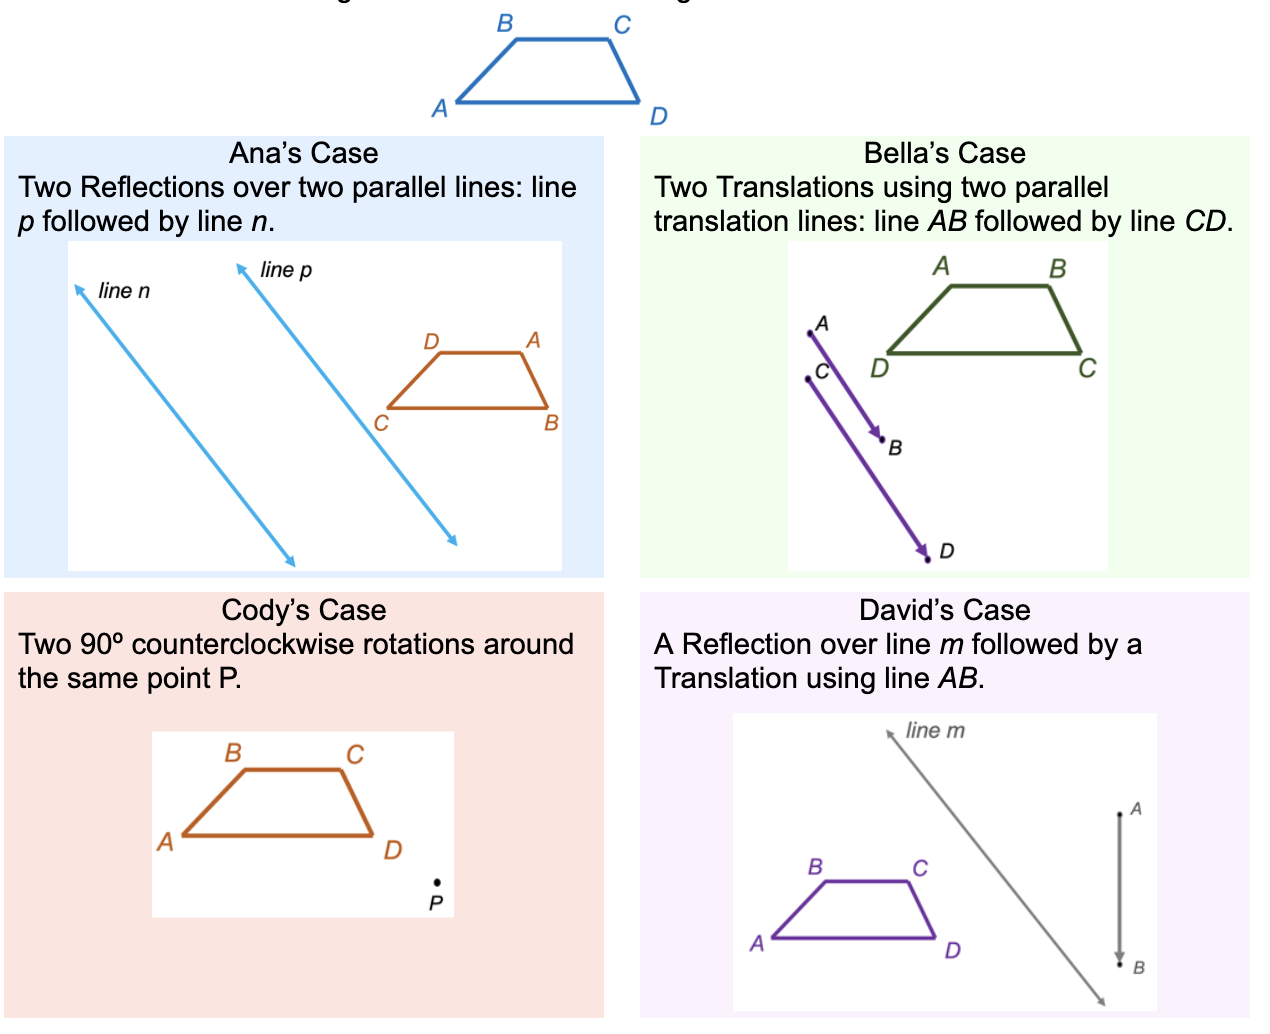 B C
A D
Ana's Case
Two Reflections over two parallel lines: line
p followed by line n.
line n
line p
D A
C B
Bella's Case
Two Translations using two parallel
translation lines: line AB followed by line CD.
A B
A
C D C
B
D
Cody's Case
Two 90º counterclockwise rotations around
the same point P.
B C
A D
P
David's Case
A Reflection over line m followed by a
Translation using line AB.
line m
A
B C
A D
B